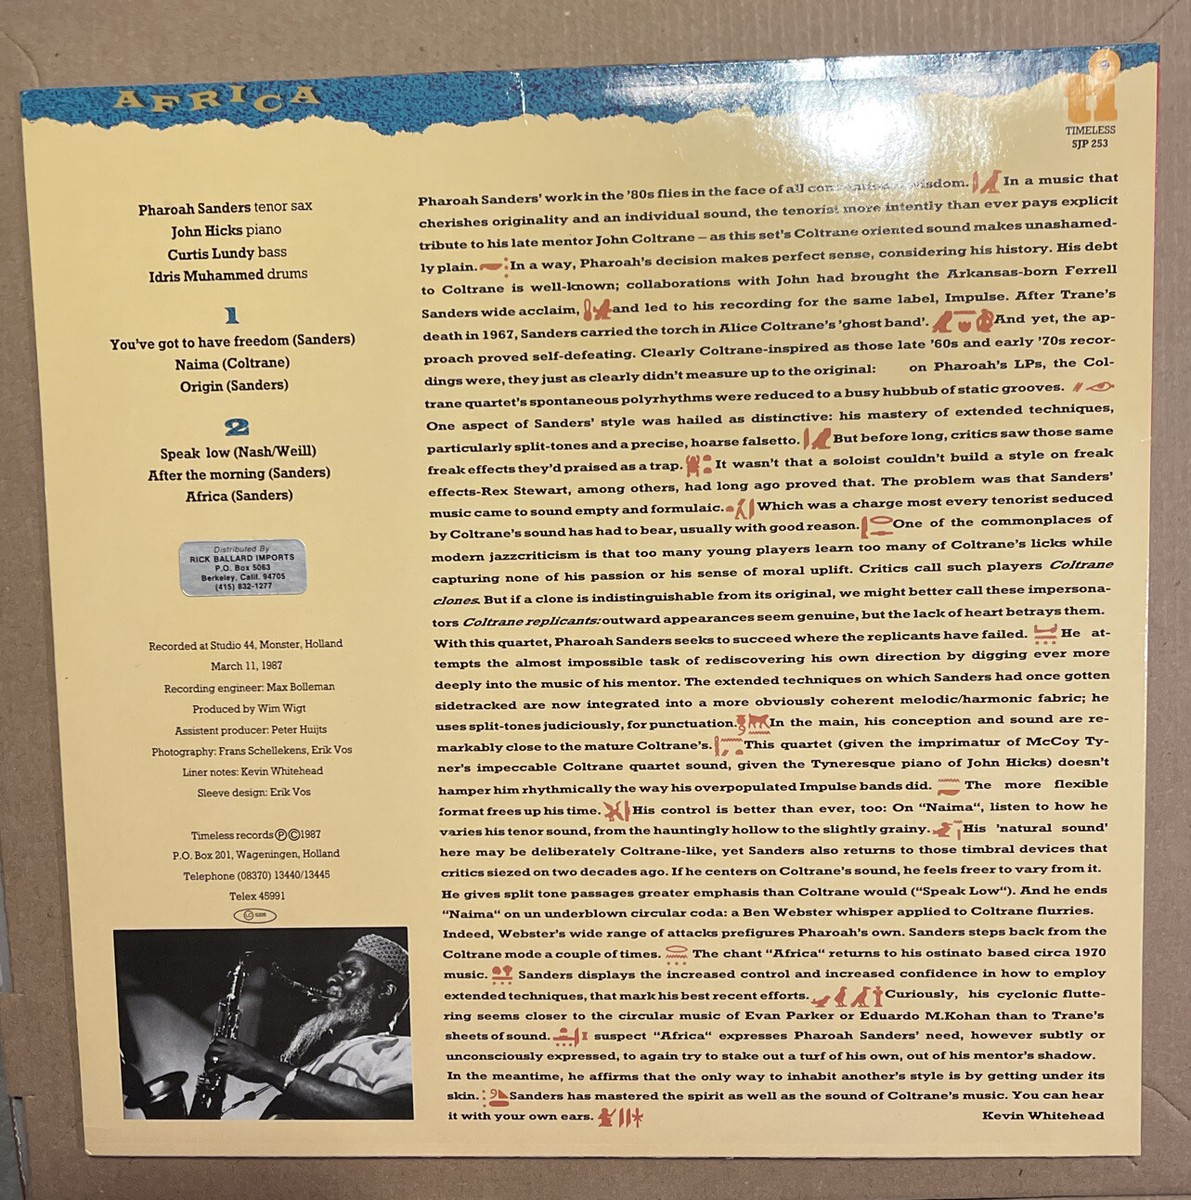 AFRICA
ti
TIMELESS
SJP 253
Pharoah Sanders tenor sax
John Hicks piano
Curtis Lundy bass
Idris Muhammed drums
1
You've got to have freedom (Sanders)
Naima (Coltrane)
Origin (Sanders)
2
Speak low (Nash/Weill)
After the morning (Sanders)
Africa (Sanders)
Distributed By
RICK BALLARD IMPORTS
P.O. Box 5063
Berkeley, Calif. 94705
(415) 832-1277
Recorded at Studio 44, Monster, Holland
March 11, 1987
Recording engineer: Max Bolleman
Produced by Wim Wigt
Assistent producer: Peter Huijts
Photography: Frans Schellekens, Erik Vos
Liner notes: Kevin Whitehead
Sleeve design: Erik Vos
Timeless records Ⓟ©1987
P.O. Box 201, Wageningen, Holland
Telephone (08370) 13440/13445
Telex 45991
LC
Pharoah Sanders' work in the '80s flies in the face of all wisdom. In a music that
cherishes originality and an individual sound, the tenorist more intently than ever pays explicit
tribute to his late mentor John Coltrane – as this set's Coltrane oriented sound makes unashamed-
ly plain. In a way, Pharoah's decision makes perfect sense, considering his history. His debt
to Coltrane is well-known; collaborations with John had brought the Arkansas-born Ferrell
Sanders wide acclaim, and led to his recording for the same label, Impulse. After Trane's
death in 1967, Sanders carried the torch in Alice Coltrane's 'ghost band'. And yet, the ap-
proach proved self-defeating. Clearly Coltrane-inspired as those late '60s and early '70s recor-
dings were, they just as clearly didn't measure up to the original: on Pharoah's LPs, the Col-
trane quartet's spontaneous polyrhythms were reduced to a busy hubbub of static grooves.
One aspect of Sanders' style was hailed as distinctive: his mastery of extended techniques,
particularly split-tones and a precise, hoarse falsetto. But before long, critics saw those same
freak effects they'd praised as a trap. It wasn't that a soloist couldn't build a style on freak
effects-Rex Stewart, among others, had long ago proved that. The problem was that Sanders'
music came to sound empty and formulaic. Which was a charge most every tenorist seduced
by Coltrane's sound has had to bear, usually with good reason. One of the commonplaces of
modern jazzcriticism is that too many young players learn too many of Coltrane's licks while
capturing none of his passion or his sense of moral uplift. Critics call such players Coltrane
clones. But if a clone is indistinguishable from its original, we might better call these impersona-
tors Coltrane replicants: outward appearances seem genuine, but the lack of heart betrays them.
With this quartet, Pharoah Sanders seeks to succeed where the replicants have failed. He at-
tempts the almost impossible task of rediscovering his own direction by digging ever more
deeply into the music of his mentor. The extended techniques on which Sanders had once gotten
sidetracked are now integrated into a more obviously coherent melodic/harmonic fabric; he
uses split-tones judiciously, for punctuation. In the main, his conception and sound are re-
markably close to the mature Coltrane's. This quartet (given the imprimatur of McCoy Ty-
ner's impeccable Coltrane quartet sound, given the Tyneresque piano of John Hicks) doesn't
hamper him rhythmically the way his overpopulated Impulse bands did. The more flexible
format frees up his time. His control is better than ever, too: On "Naima", listen to how he
varies his tenor sound, from the hauntingly hollow to the slightly grainy. His 'natural sound'
here may be deliberately Coltrane-like, yet Sanders also returns to those timbral devices that
critics siezed on two decades ago. If he centers on Coltrane's sound, he feels freer to vary from it.
He gives split tone passages greater emphasis than Coltrane would ("Speak Low"). And he ends
"Naima" on un underblown circular coda: a Ben Webster whisper applied to Coltrane flurries.
Indeed, Webster's wide range of attacks prefigures Pharoah's own. Sanders steps back from the
Coltrane mode a couple of times. The chant "Africa" returns to his ostinato based circa 1970
music. Sanders displays the increased control and increased confidence in how to employ
extended techniques, that mark his best recent efforts. Curiously, his cyclonic flutte-
ring seems closer to the circular music of Evan Parker or Eduardo M.Kohan than to Trane's
sheets of sound. I suspect "Africa" expresses Pharoah Sanders' need, however subtly or
unconsciously expressed, to again try to stake out a turf of his own, out of his mentor's shadow.
In the meantime, he affirms that the only way to inhabit another's style is by getting under its
skin. Sanders has mastered the spirit as well as the sound of Coltrane's music. You can hear
it with your own ears. Kevin Whitehead